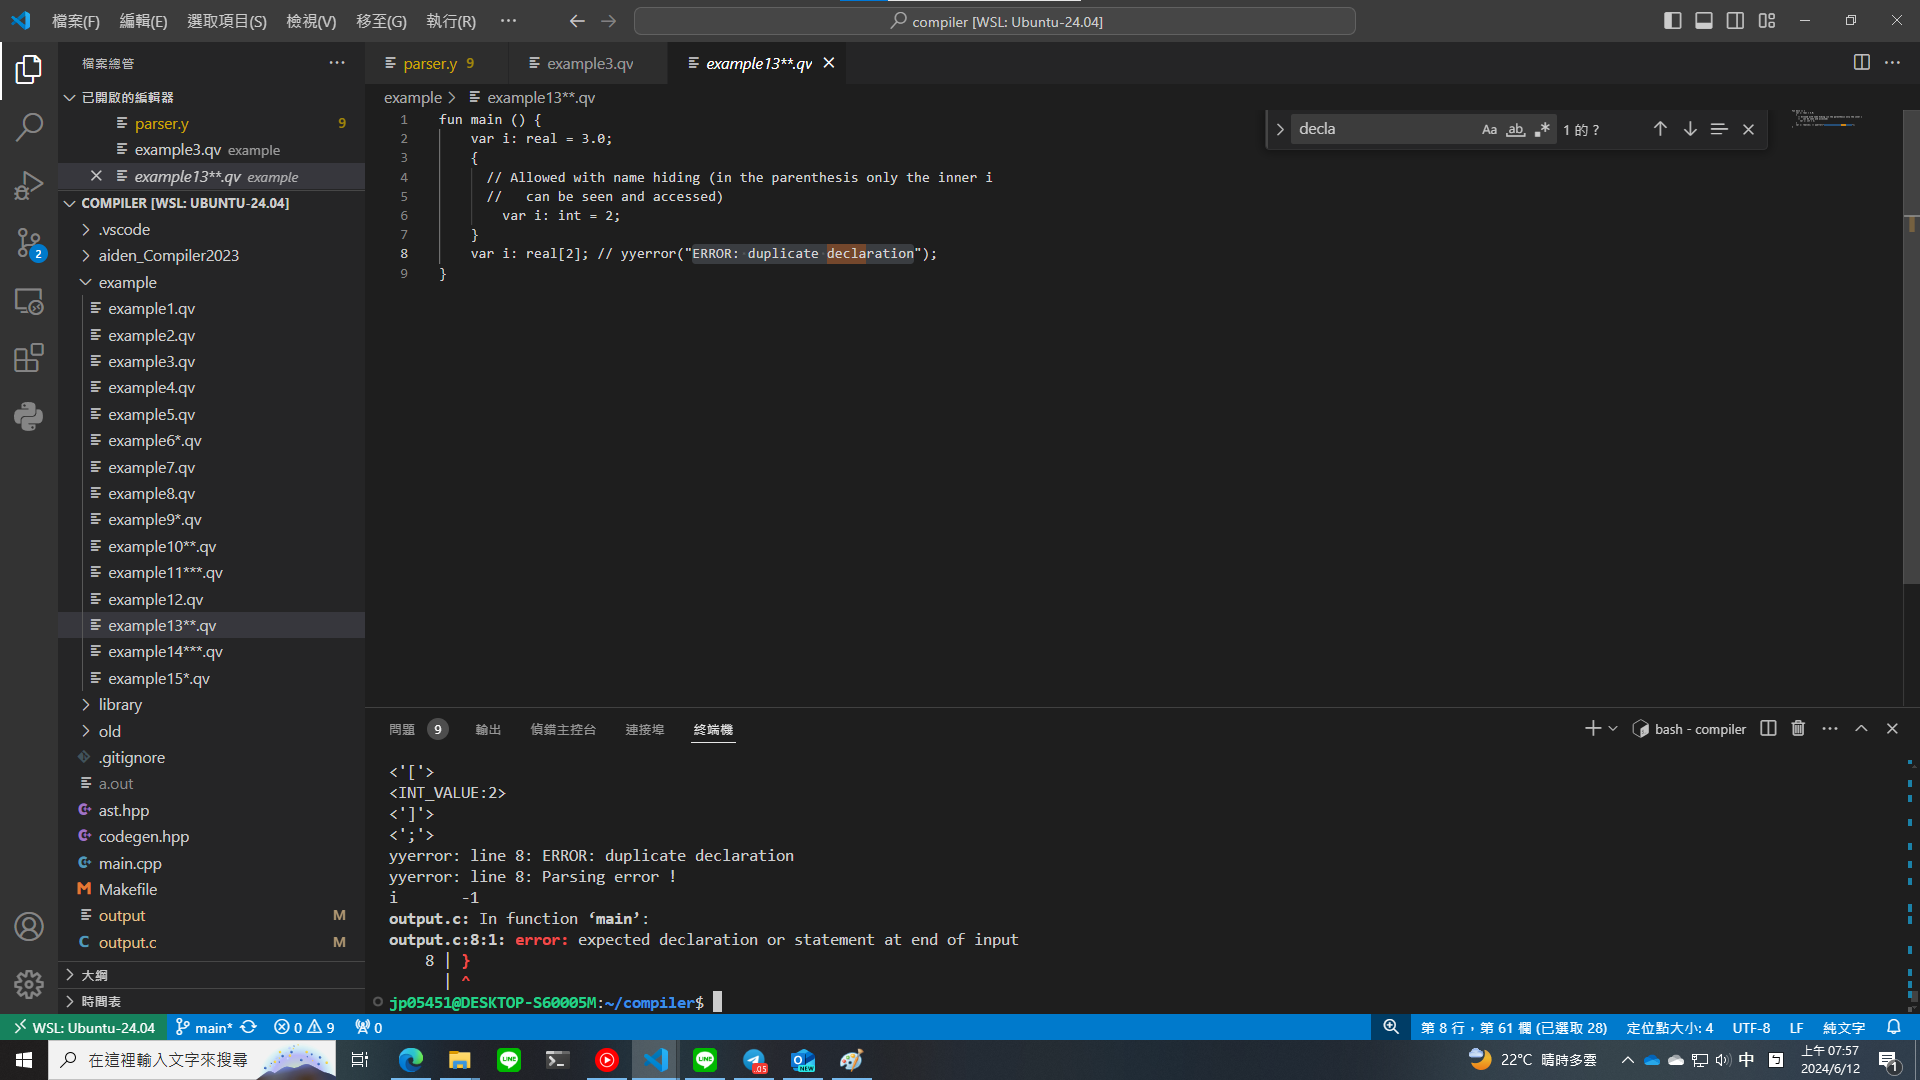 檔案(F) 編輯(E) 選取項目(S) 檢視(V) 移至(G) 執行(R) ··· compiler [WSL: Ubuntu-24.04]
檔案總管
已開啟的編輯器
parser.y 9
example3.qv example
example13**.qv example
COMPILER [WSL: UBUNTU-24.04]
.vscode
aiden_Compiler2023
example
example1.qv
example2.qv
example3.qv
example4.qv
example5.qv
example6*.qv
example7.qv
example8.qv
example9*.qv
example10**.qv
example11***.qv
example12.qv
example13**.qv
example14***.qv
example15*.qv
library
old
.gitignore
a.out
ast.hpp
codegen.hpp
main.cpp
Makefile
output M
output.c M
大綱
時間表
2
parser.y 9 example3.qv example13**.qv
example > example13**.qv
decla Aa ab 1 的 ?
1 fun main () {
2 var i: real = 3.0;
3 {
4 // Allowed with name hiding (in the parenthesis only the inner i
5 //   can be seen and accessed)
6 var i: int = 2;
7 }
8 var i: real[2]; // yyerror("ERROR: duplicate declaration");
9 }
問題 9 輸出 偵錯主控台 連接埠 終端機 bash - compiler
<'['>
<INT_VALUE:2>
<']'>
<';'>
yyerror: line 8: ERROR: duplicate declaration
yyerror: line 8: Parsing error !
i       -1
output.c: In function ‘main’:
output.c:8:1: error: expected declaration or statement at end of input
8 | }
| ^
jp05451@DESKTOP-S60005M:~/compiler$
WSL: Ubuntu-24.04 main* 0 9 0 第 8 行，第 61 欄 (已選取 28) 定位點大小: 4 UTF-8 LF 純文字
在這裡輸入文字來搜尋 LINE LINE .05 NEW 22°C 晴時多雲 中 上午 07:57
2024/6/12 1